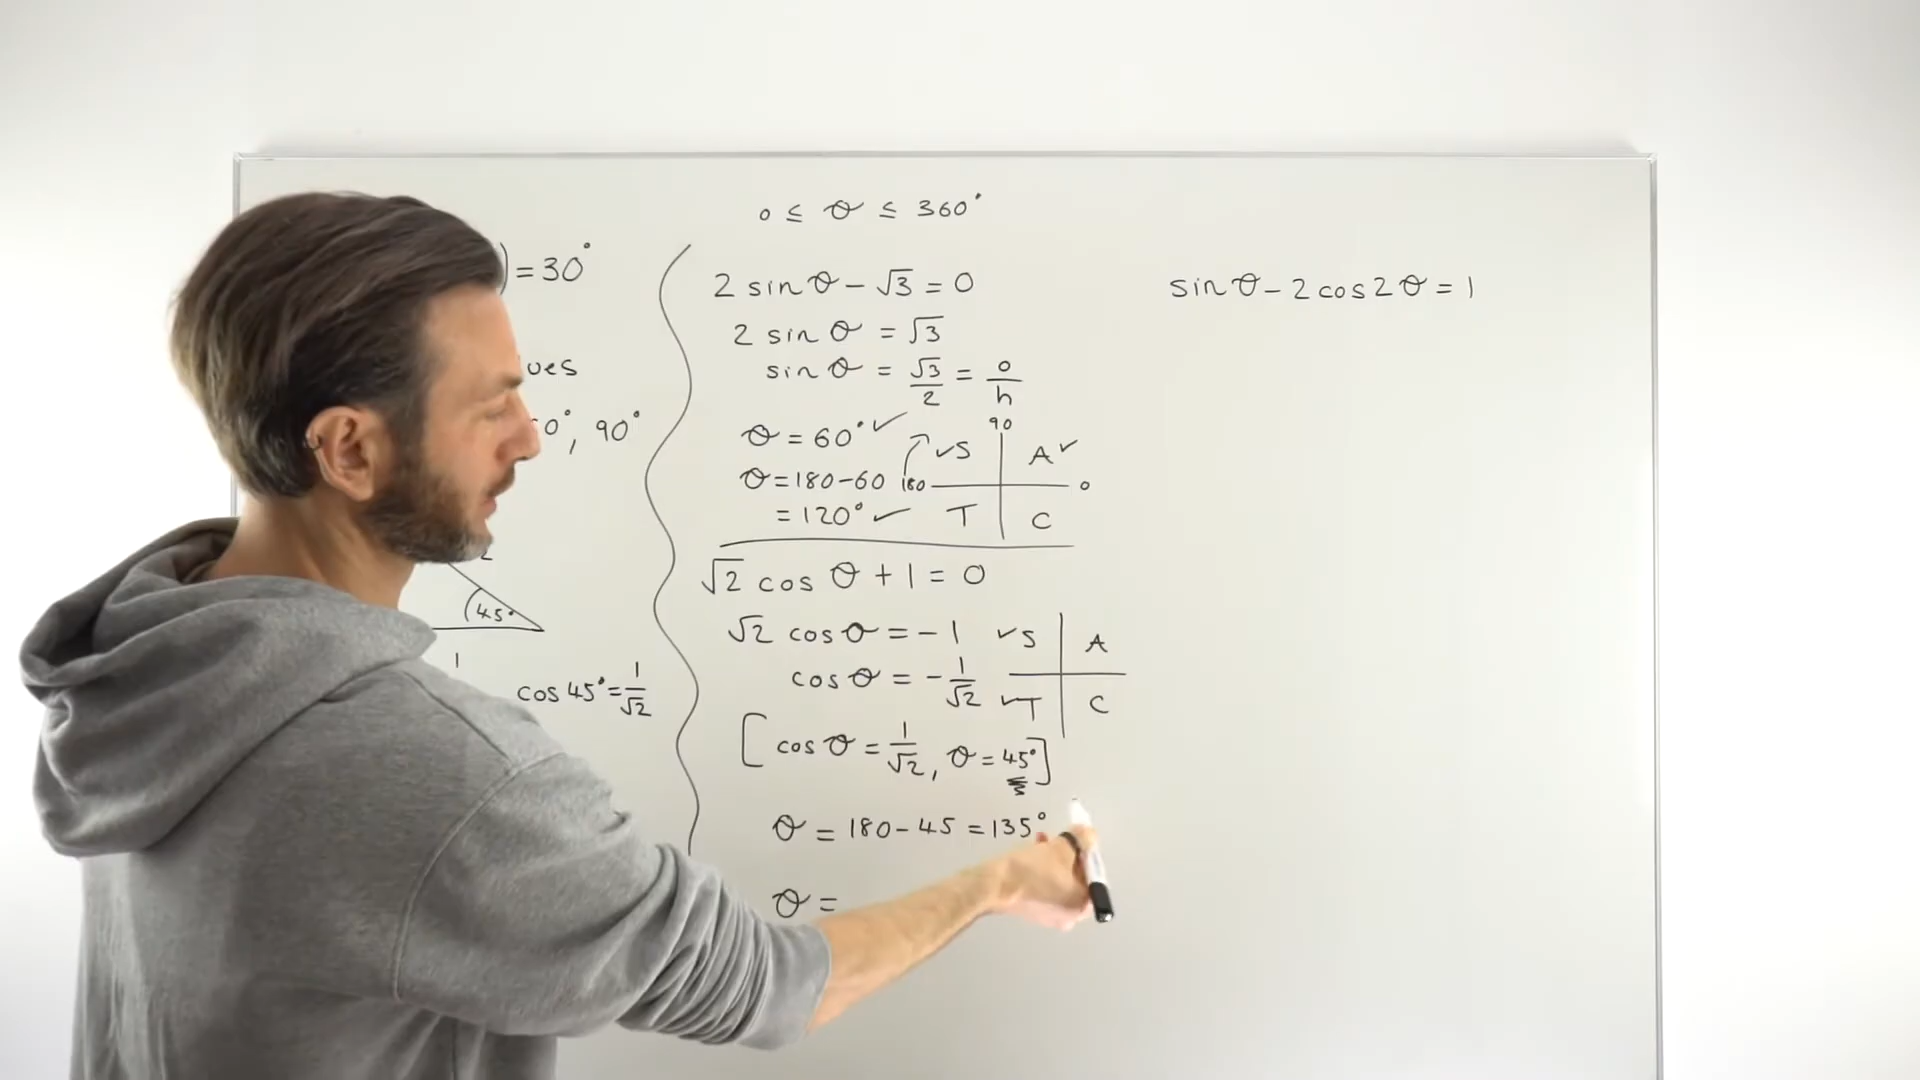 0 ≤ θ ≤ 360°
) = 30°
ues
0°, 90°
45°
1
cos 45° = 1/√2
2 sin θ − √3 = 0
2 sin θ = √3
sin θ = √3/2 = o/h
θ = 60° ✓
θ = 180 − 60
= 120° ✓
90
✓S A✓
180 0
T C
√2 cos θ + 1 = 0
√2 cos θ = −1
cos θ = −1/√2
✓S A
✓T C
[cos θ = 1/√2, θ = 45°]
θ = 180 − 45 = 135°
θ =
sin θ − 2 cos 2 θ = 1